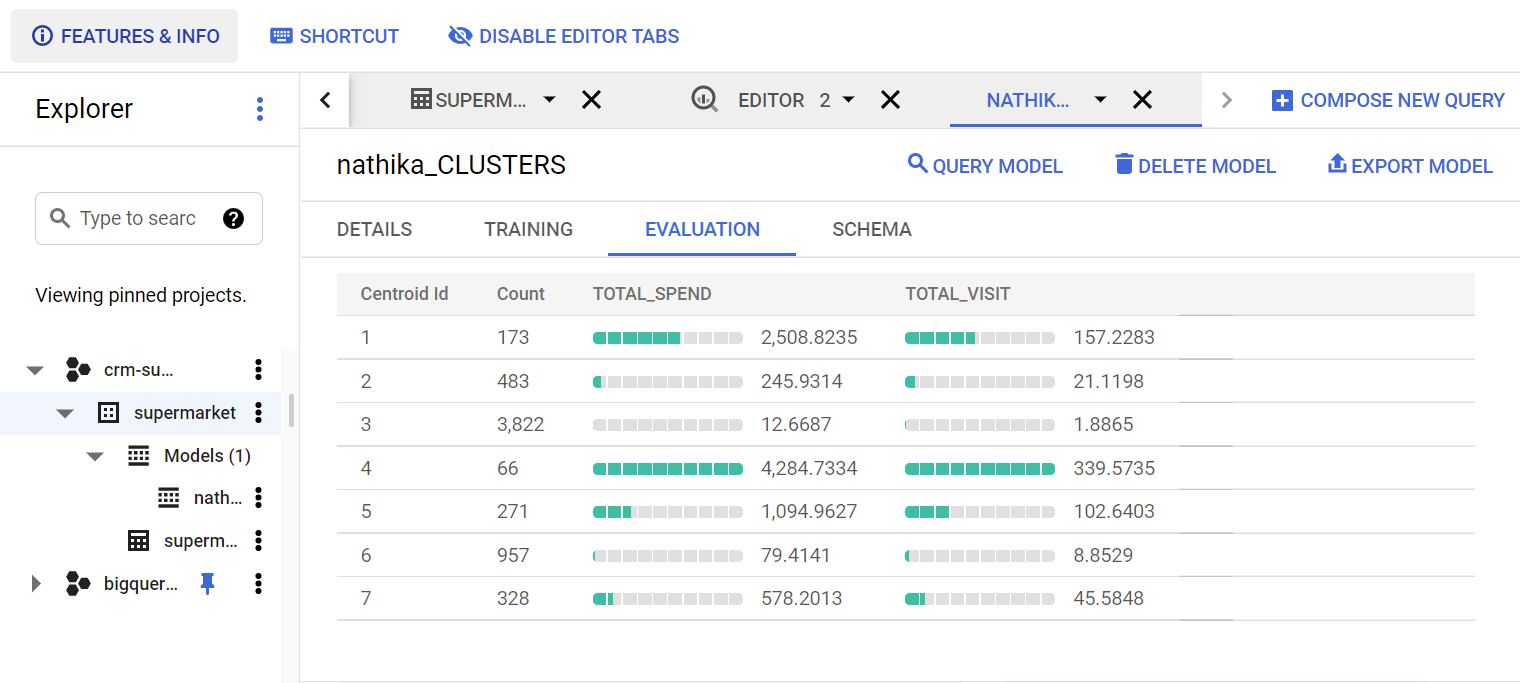 FEATURES & INFO SHORTCUT DISABLE EDITOR TABS
Explorer
SUPERM... EDITOR 2 NATHIK... COMPOSE NEW QUERY
nathika_CLUSTERS QUERY MODEL DELETE MODEL EXPORT MODEL
Type to searc
DETAILS TRAINING EVALUATION SCHEMA
Viewing pinned projects.
crm-su...
supermarket
Models (1)
nath...
superm...
bigquer...
Centroid Id Count TOTAL_SPEND TOTAL_VISIT
1 173 2,508.8235 157.2283
2 483 245.9314 21.1198
3 3,822 12.6687 1.8865
4 66 4,284.7334 339.5735
5 271 1,094.9627 102.6403
6 957 79.4141 8.8529
7 328 578.2013 45.5848